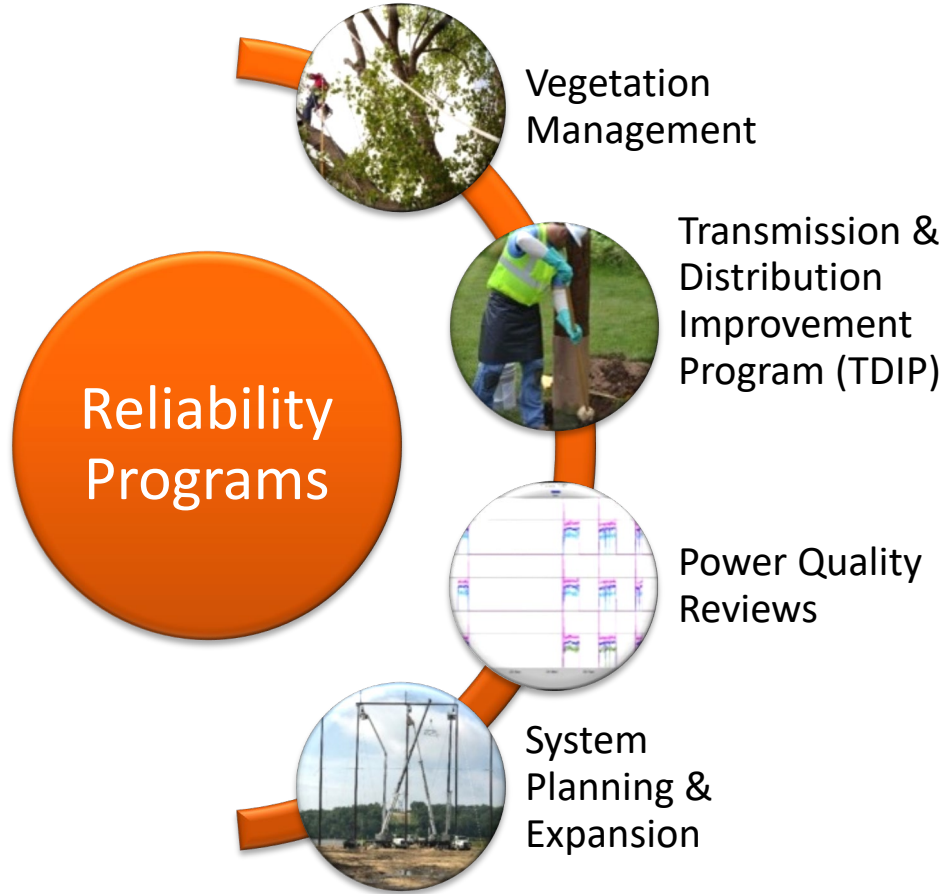 Vegetation
Management
Transmission &
Distribution
Improvement
Program (TDIP)
Reliability
Programs
Power Quality
Reviews
System
Planning &
Expansion